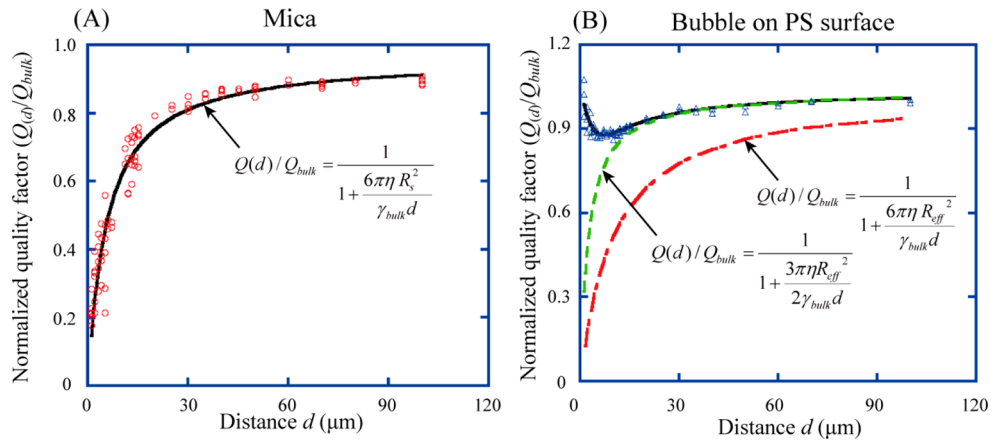 (A)
Mica
Normalized quality factor (Q(d)/Qbulk)
1.0
0.8
0.6
0.4
0.2
0
0
30
60
90
120
Distance d (μm)
Q(d)/Qbulk = 1 / (1 + 6πη Rs² / γbulk d)
(B)
Bubble on PS surface
Normalized quality factor (Q(d)/Qbulk)
1.2
0.9
0.6
0.3
0
0
30
60
90
120
Distance d (μm)
Q(d)/Qbulk = 1 / (1 + 6πη Reff² / γbulk d)
Q(d)/Qbulk = 1 / (1 + 3πηReff² / 2γbulk d)